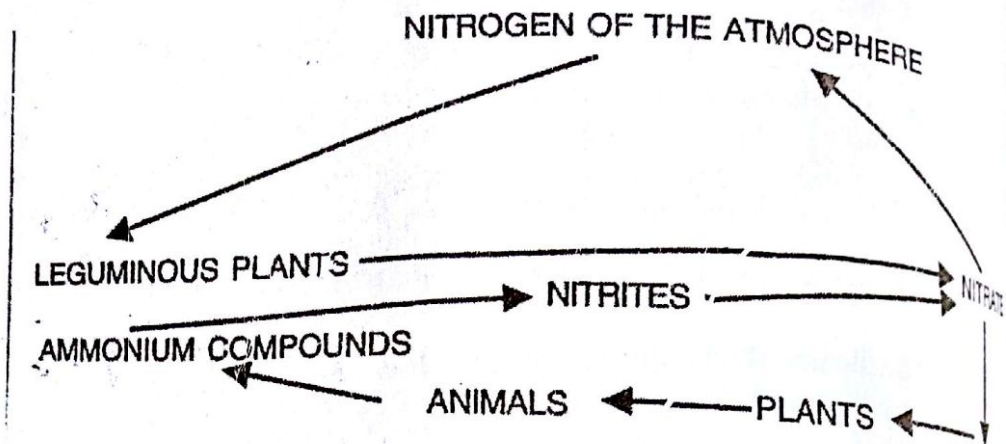 NITROGEN OF THE ATMOSPHERE
LEGUMINOUS PLANTS
NITRATE
NITRITES
AMMONIUM COMPOUNDS
ANIMALS
PLANTS